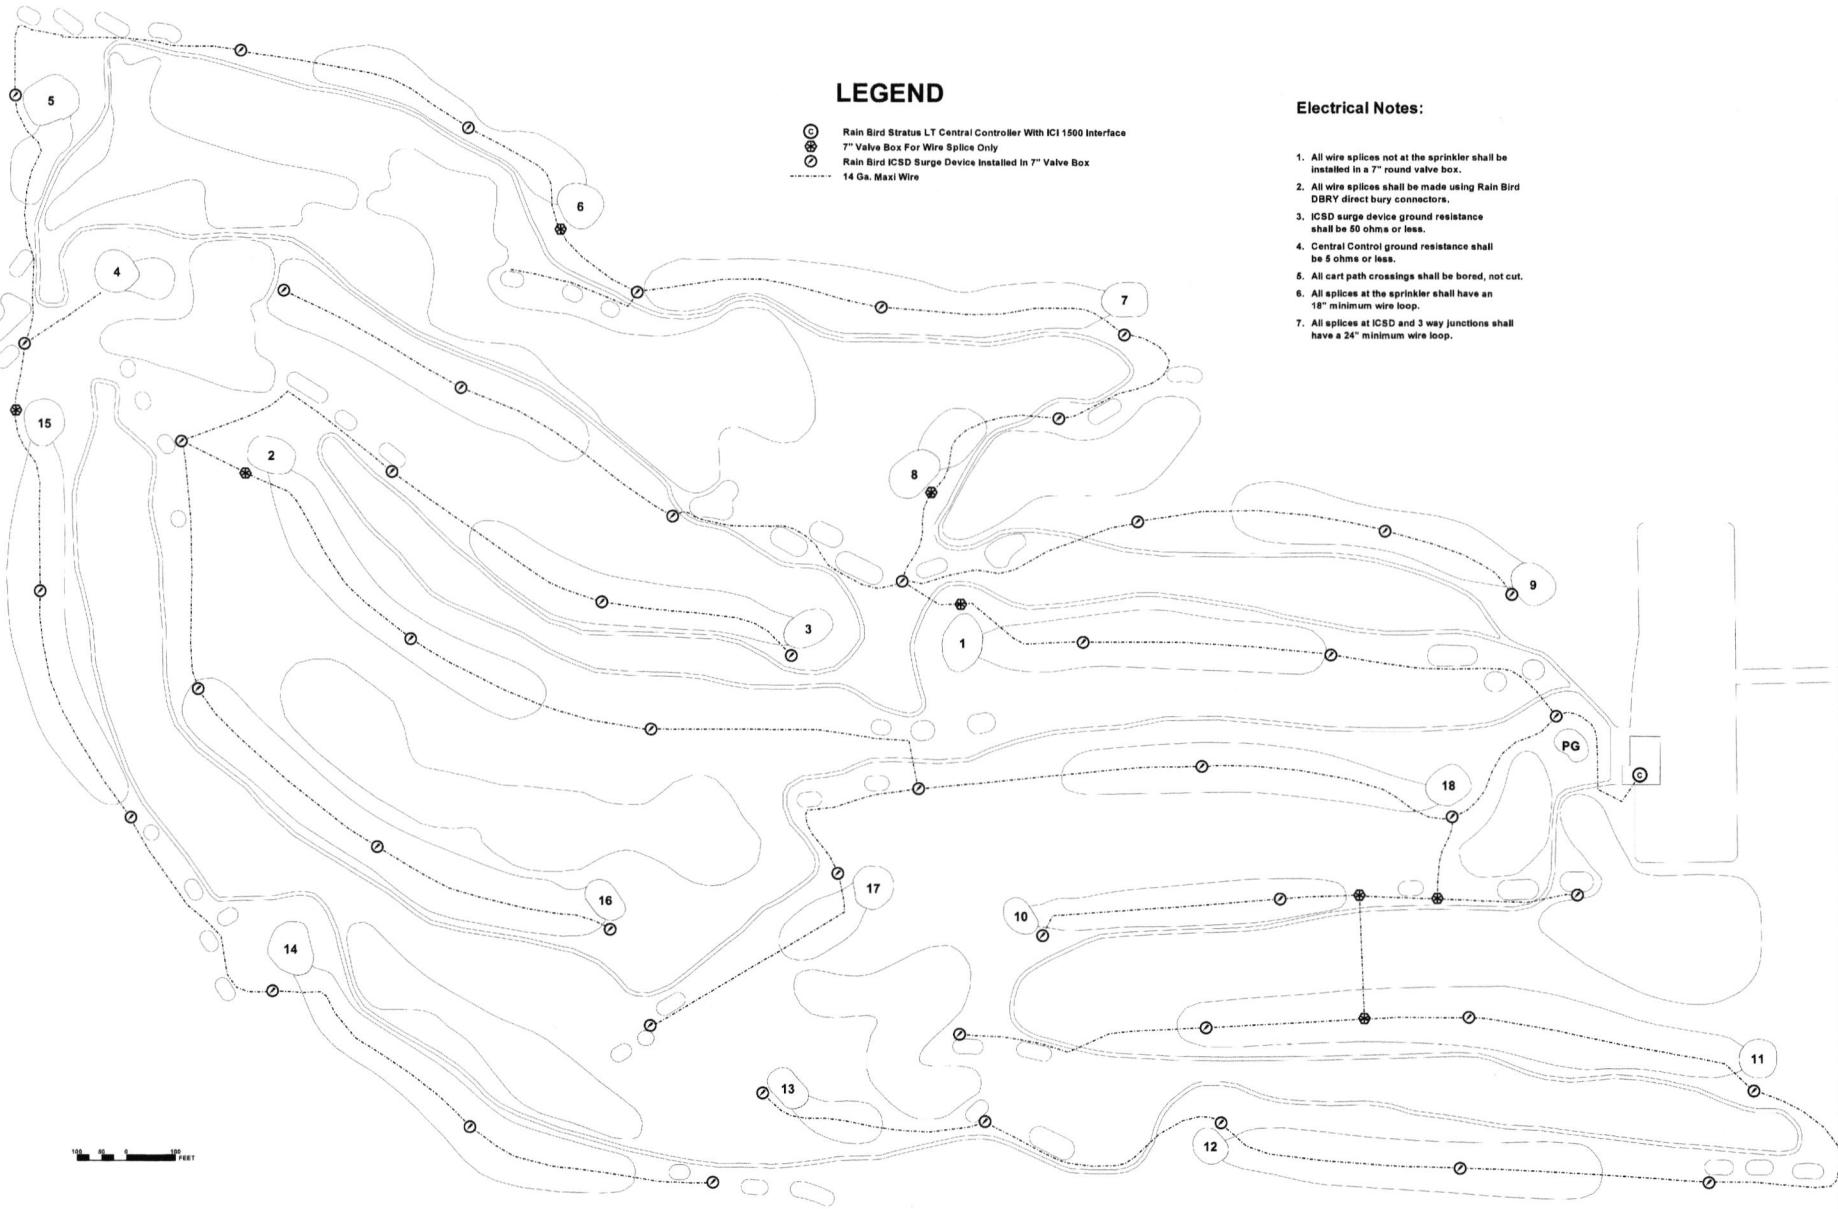 LEGEND
C Rain Bird Stratus LT Central Controller With ICI 1500 Interface
7" Valve Box For Wire Splice Only
Rain Bird ICSD Surge Device Installed In 7" Valve Box
14 Ga. Maxi Wire
Electrical Notes:
1. All wire splices not at the sprinkler shall be
installed in a 7" round valve box.
2. All wire splices shall be made using Rain Bird
DBRY direct bury connectors.
3. ICSD surge device ground resistance
shall be 50 ohms or less.
4. Central Control ground resistance shall
be 5 ohms or less.
5. All cart path crossings shall be bored, not cut.
6. All splices at the sprinkler shall have an
18" minimum wire loop.
7. All splices at ICSD and 3 way junctions shall
have a 24" minimum wire loop.
5
6
4
7
15
2
8
9
3
1
PG
C
18
16
17
10
14
11
13
12
100 50 0 100
FEET